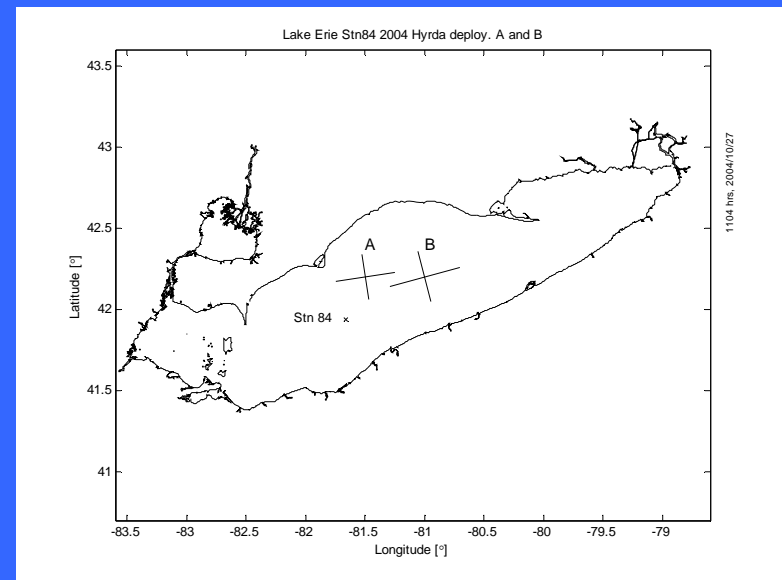 Lake Erie Stn84 2004 Hyrda deploy. A and B
43.5
43
42.5
42
41.5
41
Latitude [°]
A
B
Stn 84
1104 hrs, 2004/10/27
-83.5 -83 -82.5 -82 -81.5 -81 -80.5 -80 -79.5 -79
Longitude [°]